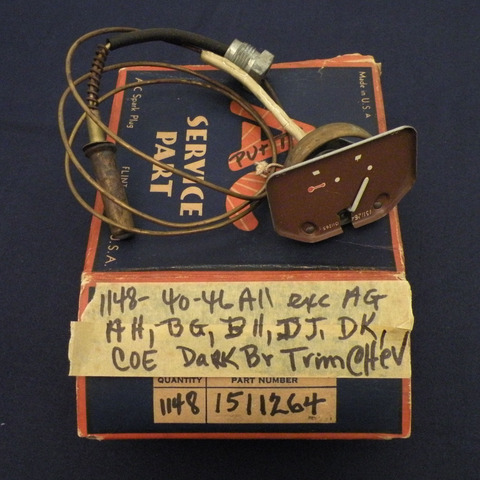 Made in U.S.A.
AC Spark Plug
SERVICE
PART
FLINT
U.S.A.
1148- 40-46 All exc AG
AH, BG, BH, DJ, DK,
COE Dark Br Trim CHEV
QUANTITY PART NUMBER
1148 1511264